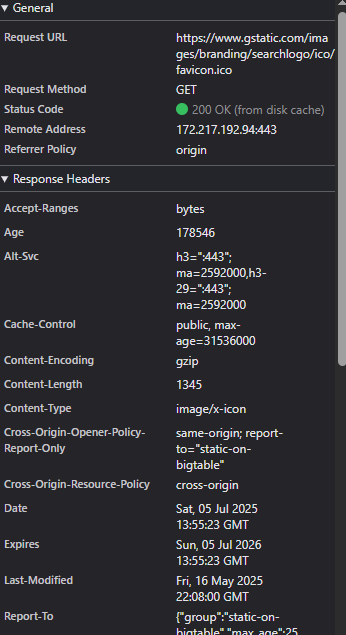 General
Request URL
https://www.gstatic.com/ima
ges/branding/searchlogo/ico/
favicon.ico
Request Method
GET
Status Code
200 OK (from disk cache)
Remote Address
172.217.192.94:443
Referrer Policy
origin
Response Headers
Accept-Ranges
bytes
Age
178546
Alt-Svc
h3=":443";
ma=2592000,h3-
29=":443";
ma=2592000
Cache-Control
public, max-
age=31536000
Content-Encoding
gzip
Content-Length
1345
Content-Type
image/x-icon
Cross-Origin-Opener-Policy-
Report-Only
same-origin; report-
to="static-on-
bigtable"
Cross-Origin-Resource-Policy
cross-origin
Date
Sat, 05 Jul 2025
13:55:23 GMT
Expires
Sun, 05 Jul 2026
13:55:23 GMT
Last-Modified
Fri, 16 May 2025
22:08:00 GMT
Report-To
{"group":"static-on-
bigtable","max_age":25